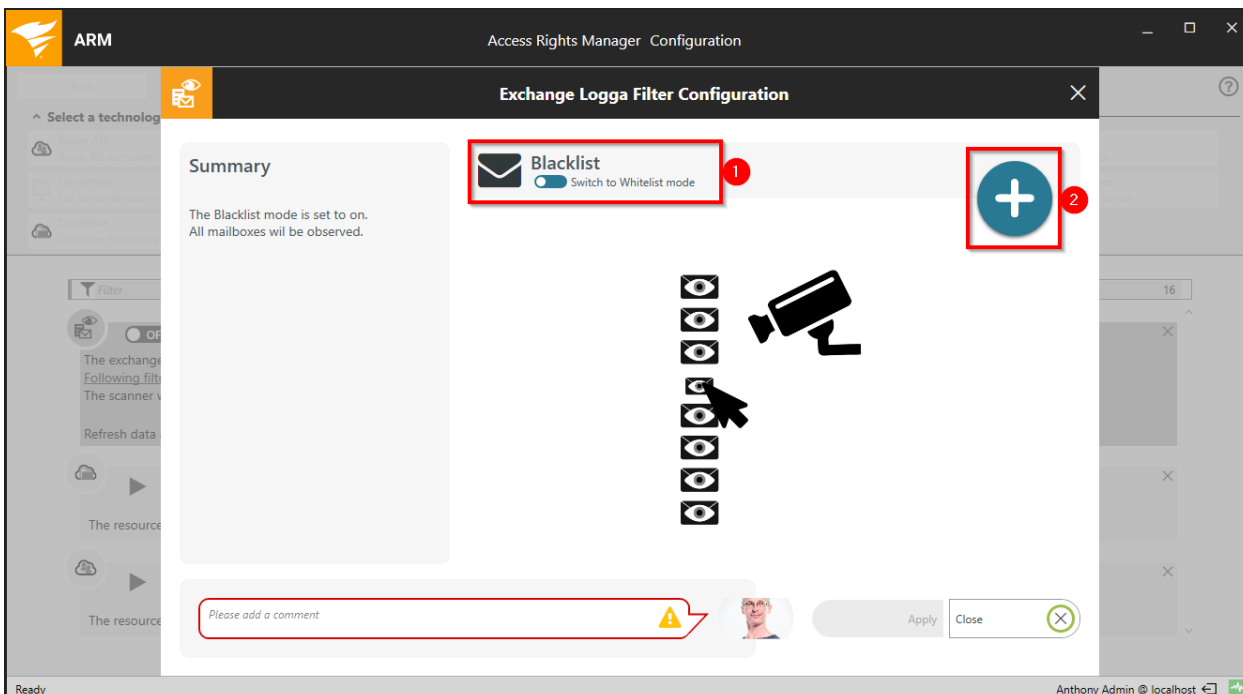 ARM
Access Rights Manager Configuration
Exchange Logga Filter Configuration
Select a technolog
Summary
The Blacklist mode is set to on.
All mailboxes wil be observed.
Blacklist
Switch to Whitelist mode
1
2
Filter
16
OF
The exchange
Following filt
The scanner v
Refresh data
The resource
The resource
Please add a comment
Apply
Close
Ready
Anthony Admin @ localhost